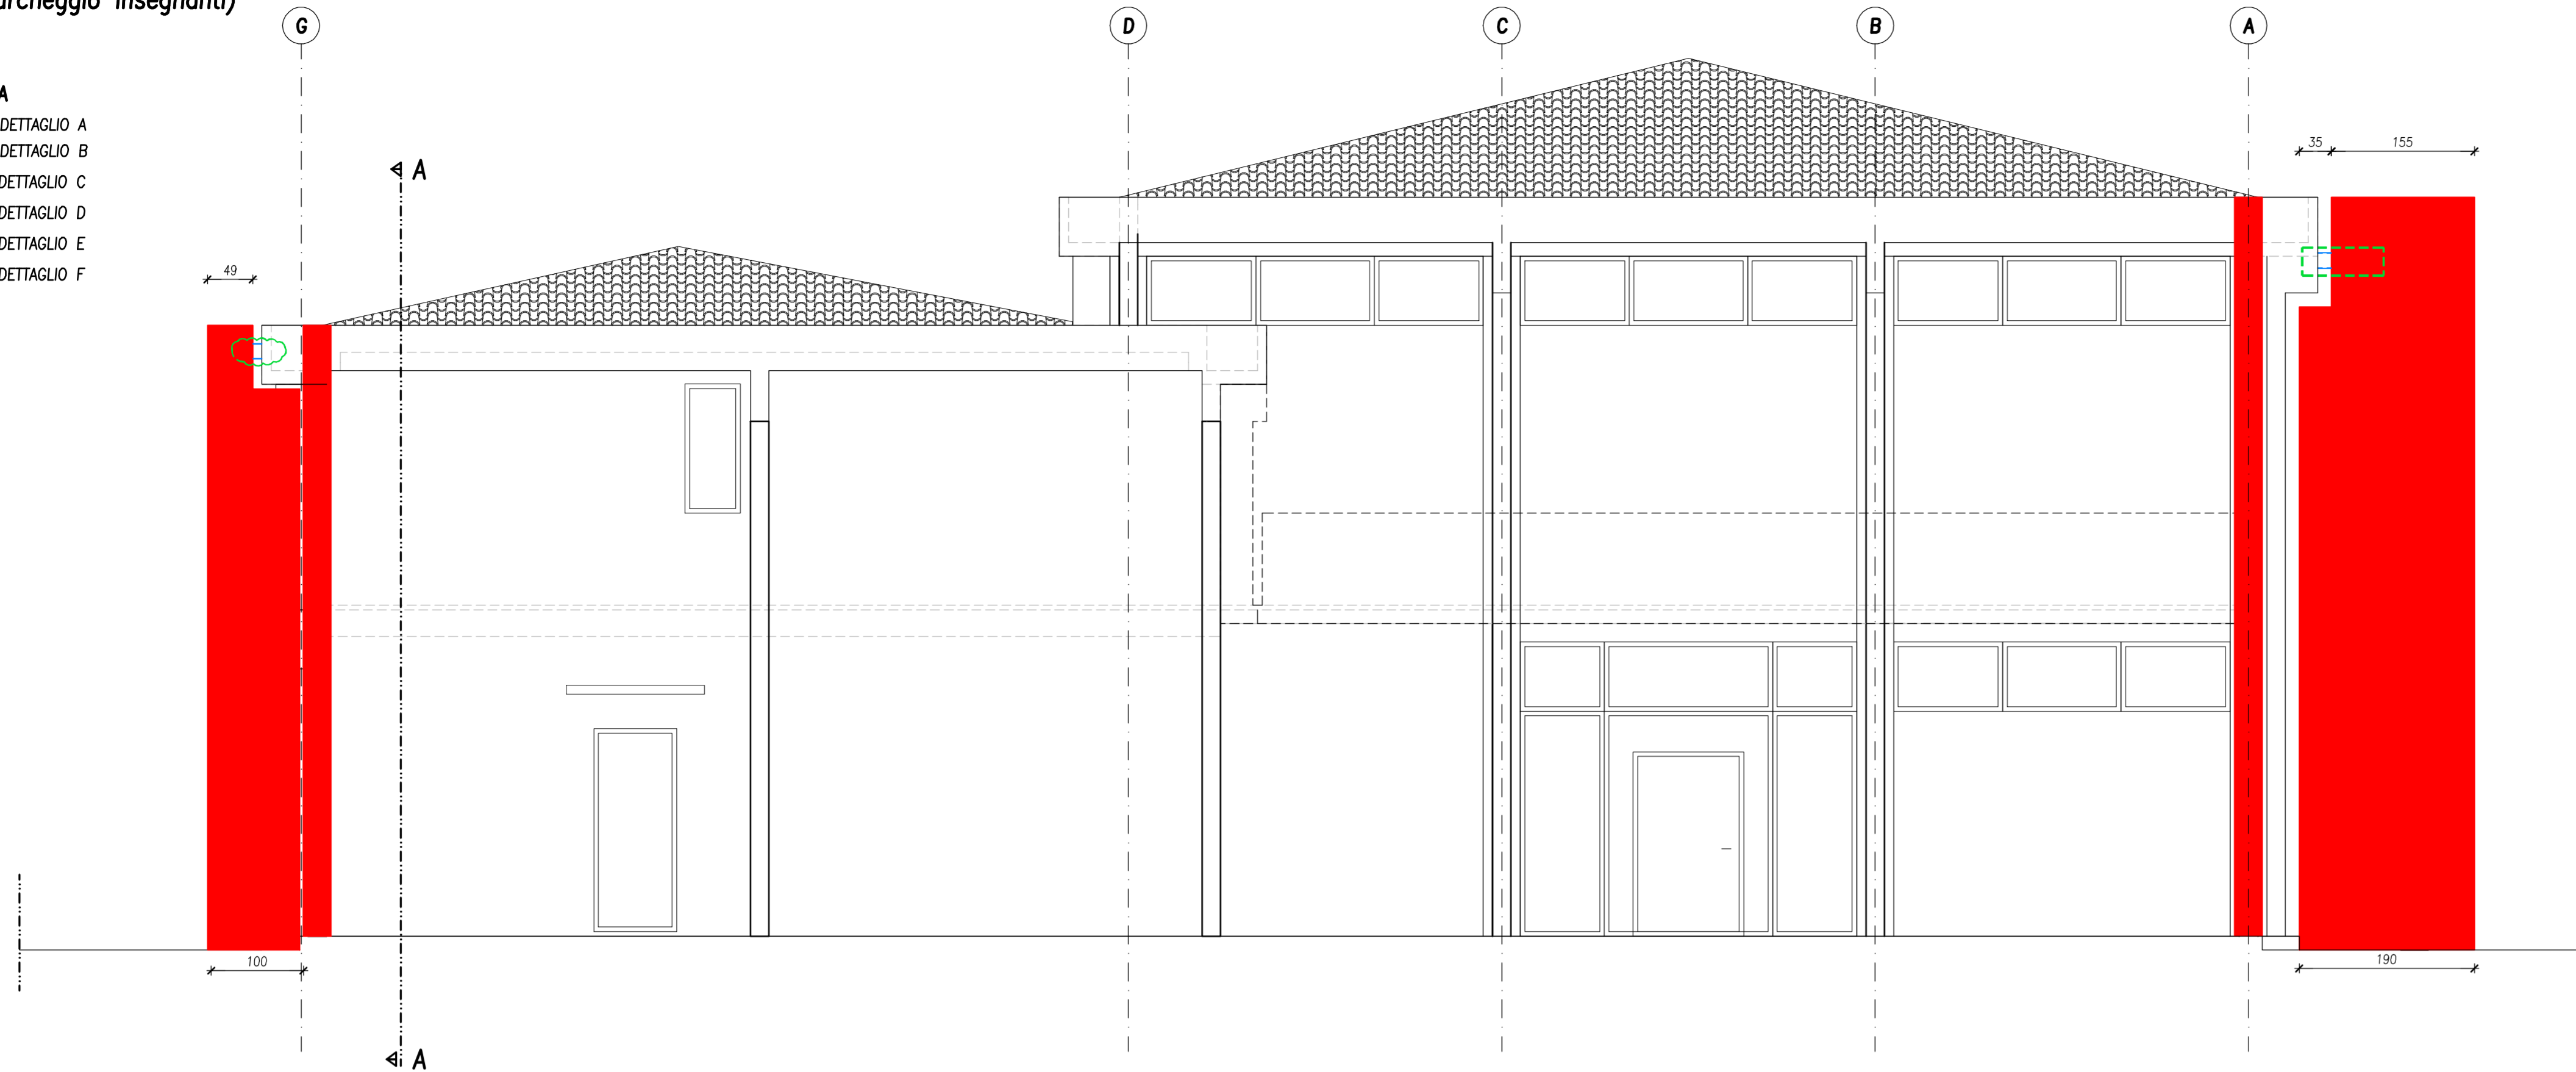 archeggio insegnanti)
G
D
C
B
A
A
DETTAGLIO A
DETTAGLIO B
DETTAGLIO C
DETTAGLIO D
DETTAGLIO E
DETTAGLIO F
A
49
35
155
100
190
A